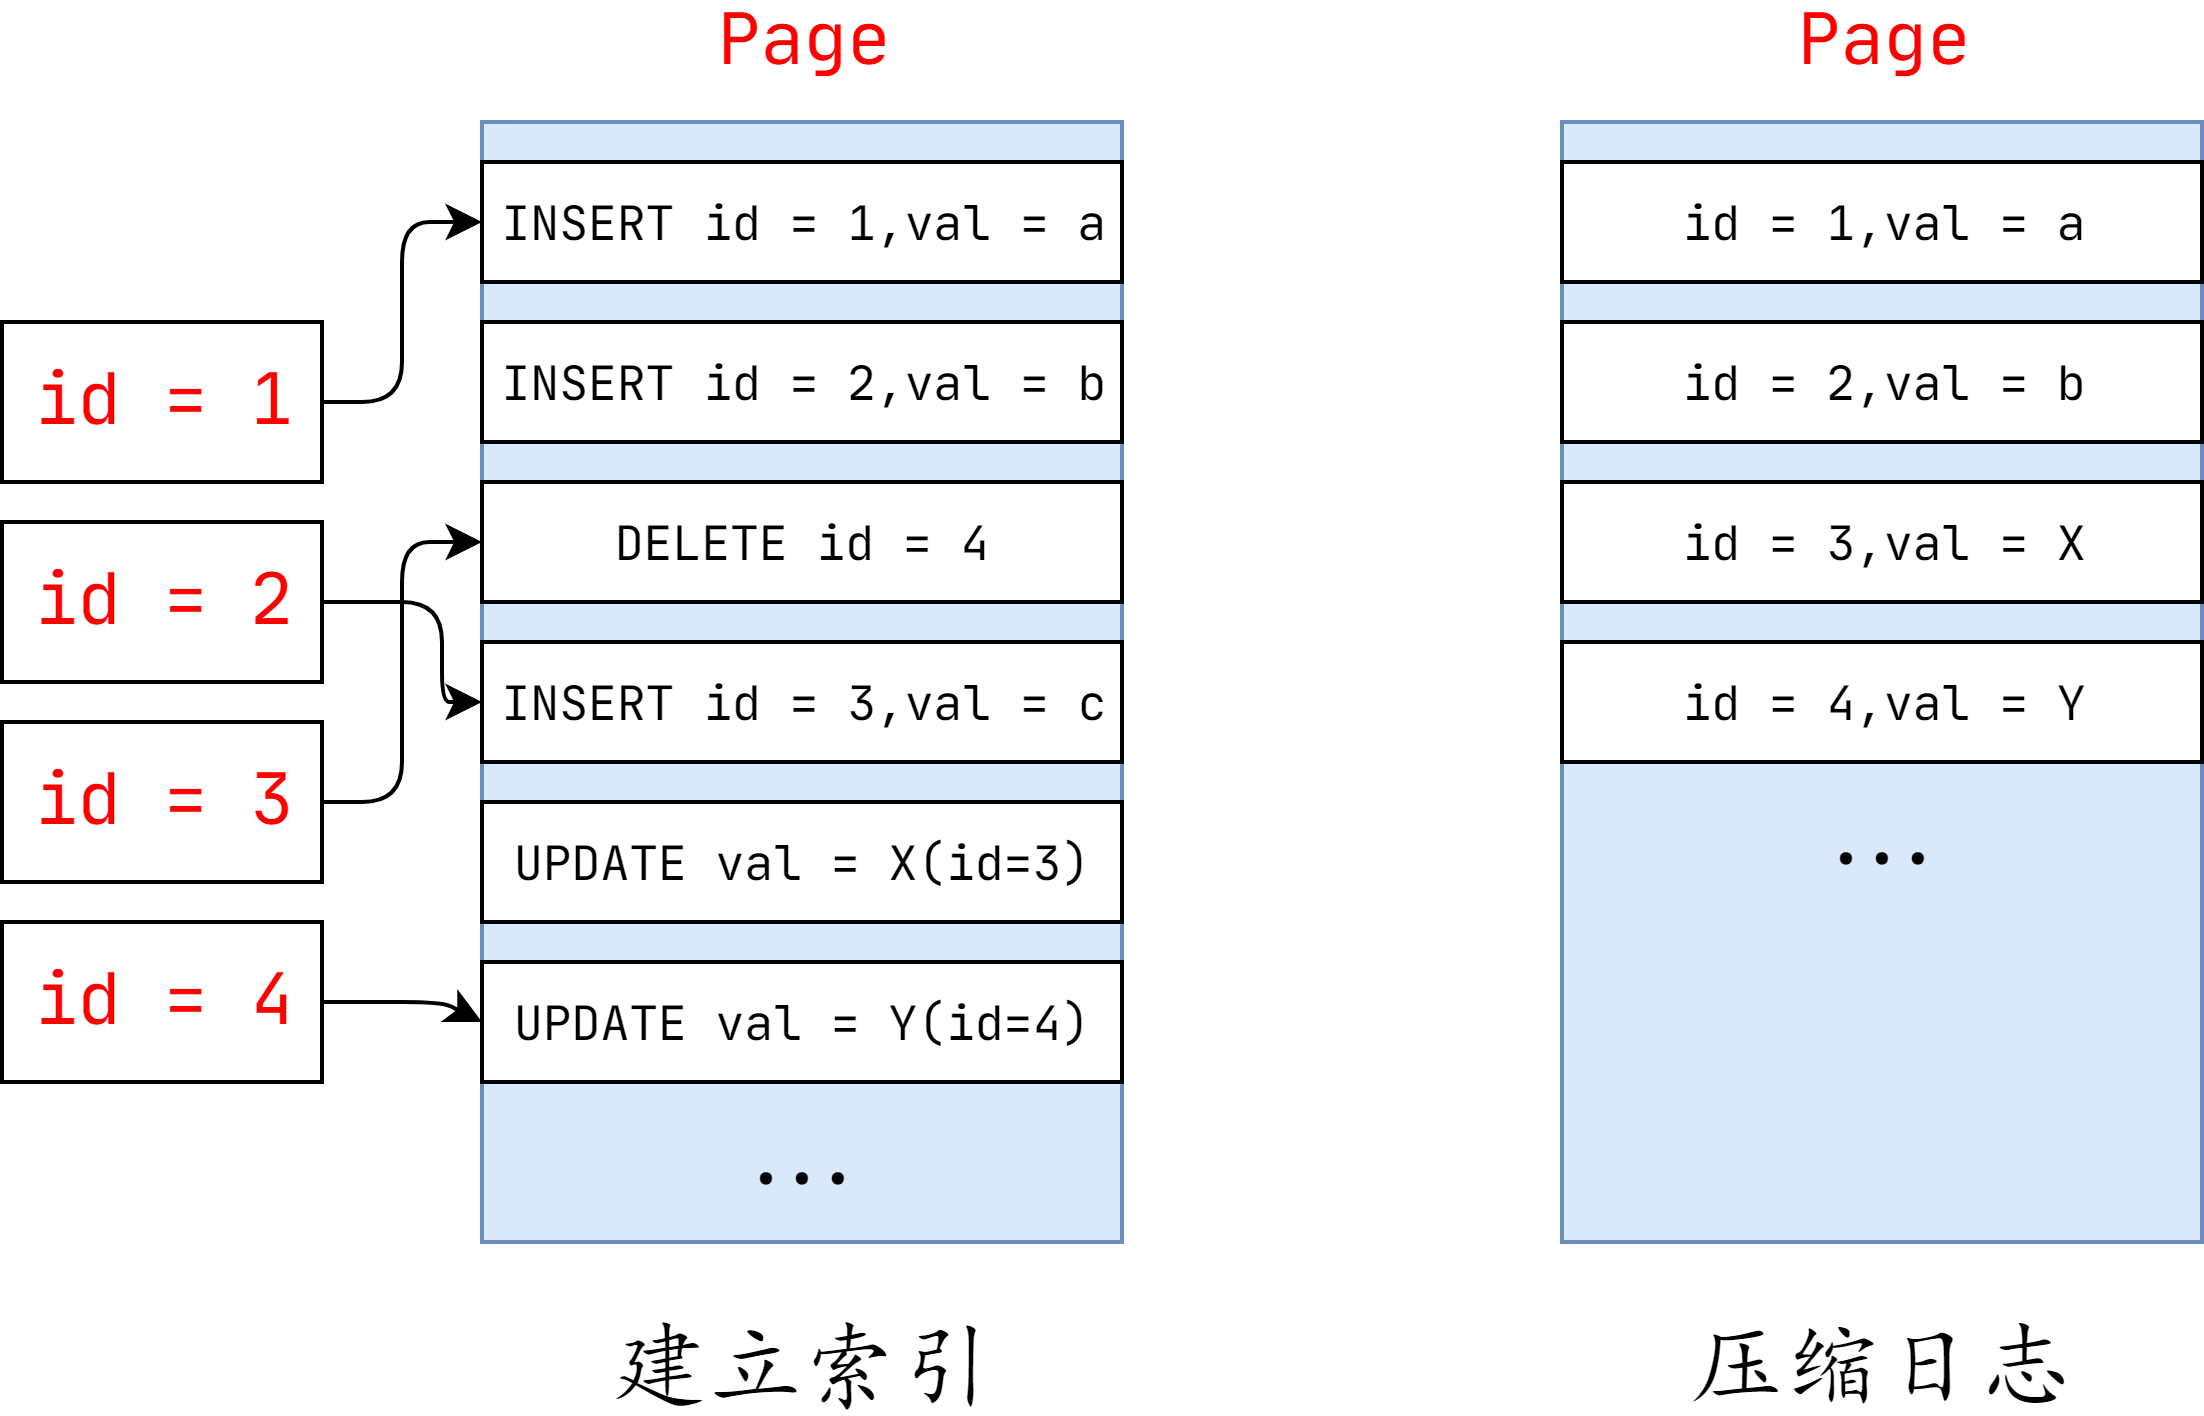 Page
id = 1
id = 2
id = 3
id = 4
INSERT id = 1,val = a
INSERT id = 2,val = b
DELETE id = 4
INSERT id = 3,val = c
UPDATE val = X(id=3)
UPDATE val = Y(id=4)
...
建立索引
Page
id = 1,val = a
id = 2,val = b
id = 3,val = X
id = 4,val = Y
...
压缩日志